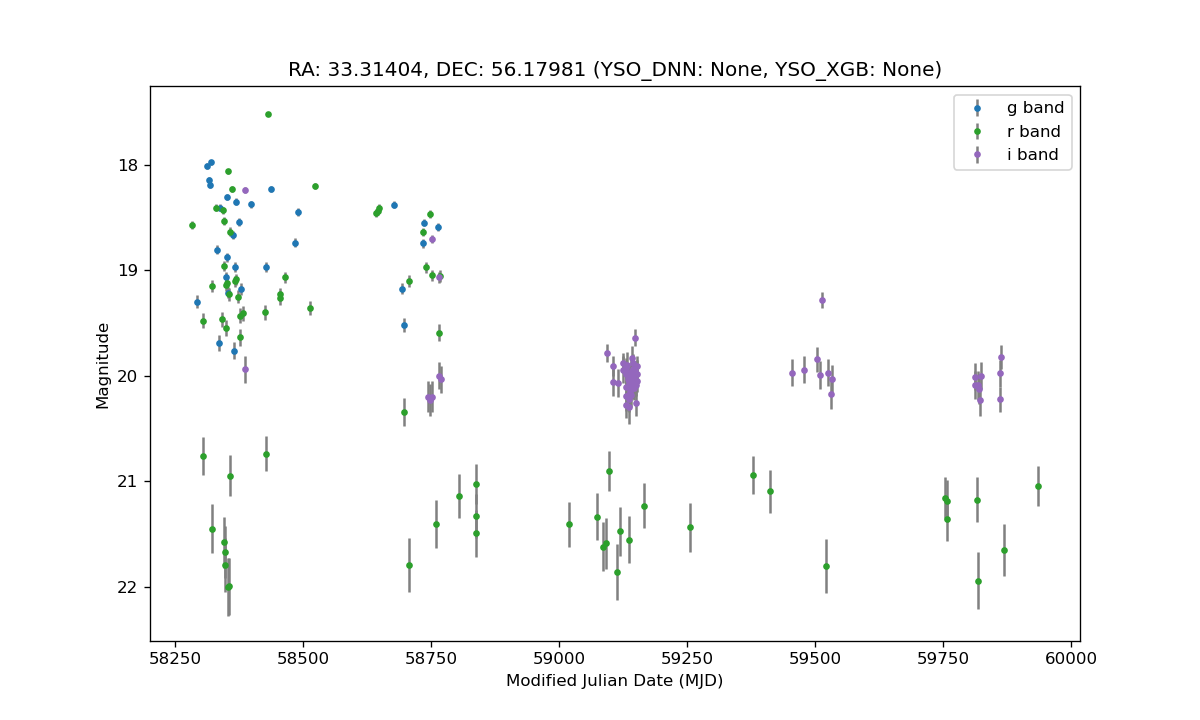 RA: 33.31404, DEC: 56.17981 (YSO_DNN: None, YSO_XGB: None)
g band
r band
i band
18
19
20
21
22
Magnitude
58250 58500 58750 59000 59250 59500 59750 60000
Modified Julian Date (MJD)